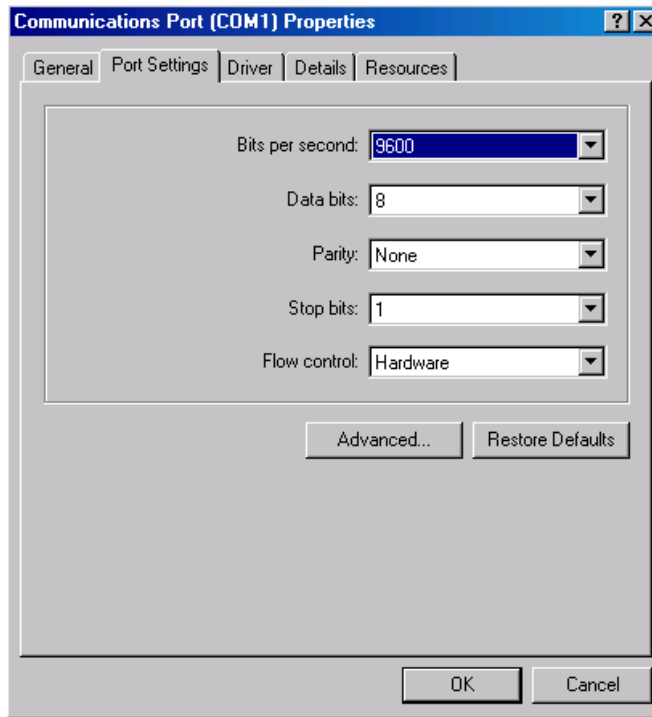 Communications Port (COM1) Properties
General Port Settings Driver Details Resources
Bits per second: 9600
Data bits: 8
Parity: None
Stop bits: 1
Flow control: Hardware
Advanced... Restore Defaults
OK Cancel